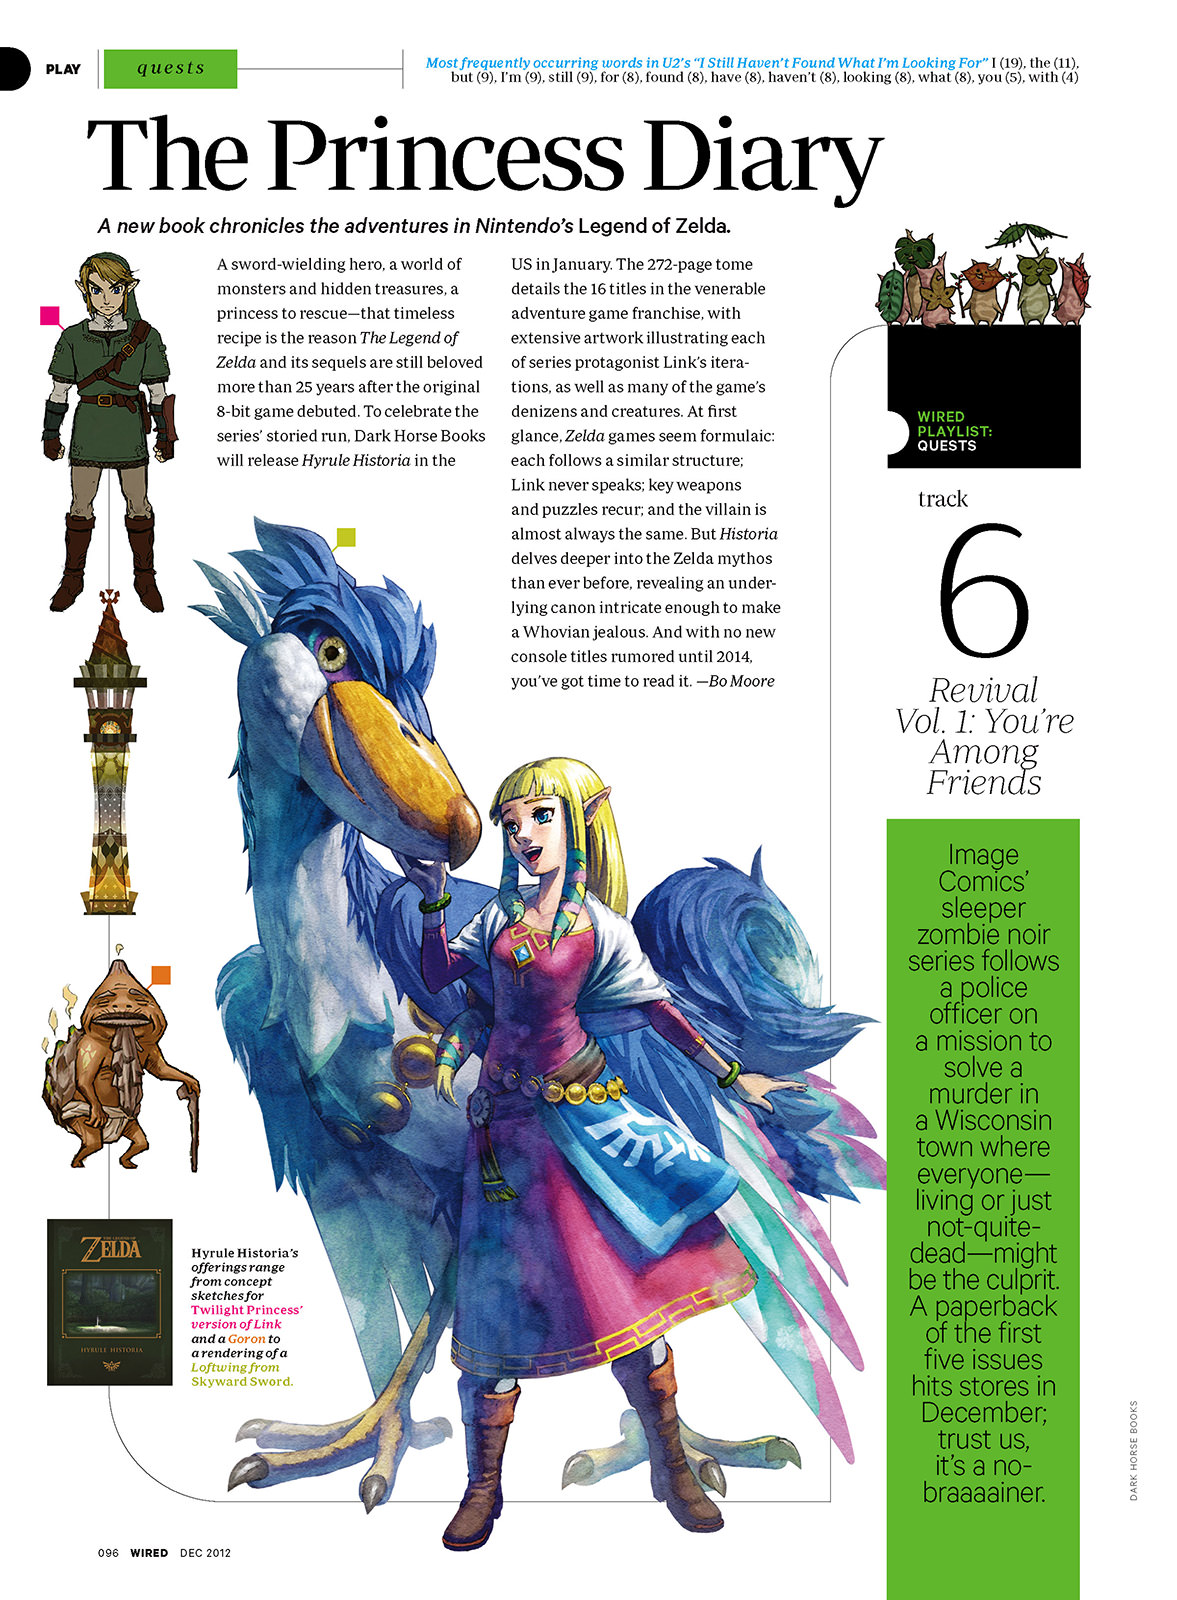 PLAY
quests
Most frequently occurring words in U2's "I Still Haven't Found What I'm Looking For" I (19), the (11),
but (9), I'm (9), still (9), for (8), found (8), have (8), haven't (8), looking (8), what (8), you (5), with (4)
The Princess Diary
A new book chronicles the adventures in Nintendo's Legend of Zelda.
A sword-wielding hero, a world of
monsters and hidden treasures, a
princess to rescue—that timeless
recipe is the reason The Legend of
Zelda and its sequels are still beloved
more than 25 years after the original
8-bit game debuted. To celebrate the
series' storied run, Dark Horse Books
will release Hyrule Historia in the
US in January. The 272-page tome
details the 16 titles in the venerable
adventure game franchise, with
extensive artwork illustrating each
of series protagonist Link's itera-
tions, as well as many of the game's
denizens and creatures. At first
glance, Zelda games seem formulaic:
each follows a similar structure;
Link never speaks; key weapons
and puzzles recur; and the villain is
almost always the same. But Historia
delves deeper into the Zelda mythos
than ever before, revealing an under-
lying canon intricate enough to make
a Whovian jealous. And with no new
console titles rumored until 2014,
you've got time to read it. —Bo Moore
WIRED
PLAYLIST:
QUESTS
track
6
Revival
Vol. 1: You're
Among
Friends
Image
Comics'
sleeper
zombie noir
series follows
a police
officer on
a mission to
solve a
murder in
a Wisconsin
town where
everyone—
living or just
not-quite-
dead—might
be the culprit.
A paperback
of the first
five issues
hits stores in
December;
trust us,
it's a no-
braaaainer.
THE LEGEND OF
ZELDA
HYRULE HISTORIA
Hyrule Historia's
offerings range
from concept
sketches for
Twilight Princess'
version of Link
and a Goron to
a rendering of a
Loftwing from
Skyward Sword.
DARK HORSE BOOKS
096 WIRED DEC 2012